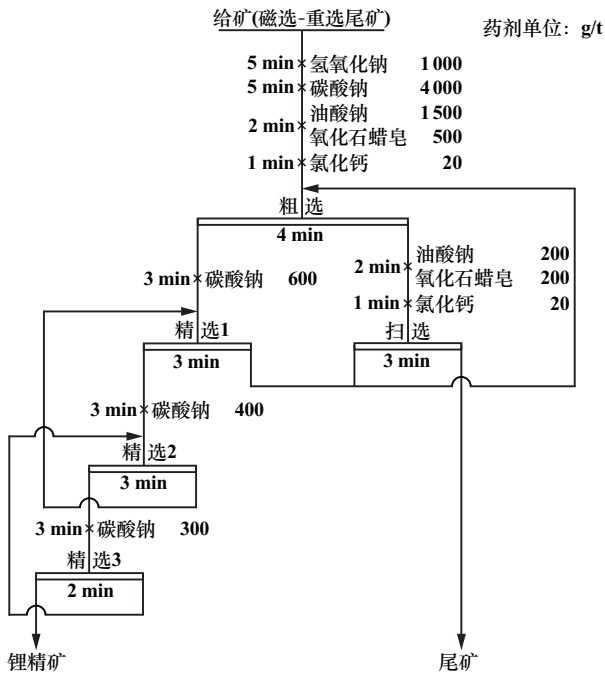 给矿(磁选-重选尾矿)
药剂单位: g/t
5 min 氢氧化钠 1 000
5 min 碳酸钠 4 000
2 min 油酸钠 1 500
氧化石蜡皂 500
1 min 氯化钙 20
粗选
4 min
3 min 碳酸钠 600
2 min 油酸钠 200
氧化石蜡皂 200
1 min 氯化钙 20
精选1
扫选
3 min
3 min
3 min 碳酸钠 400
精选2
3 min
3 min 碳酸钠 300
精选3
2 min
锂精矿
尾矿